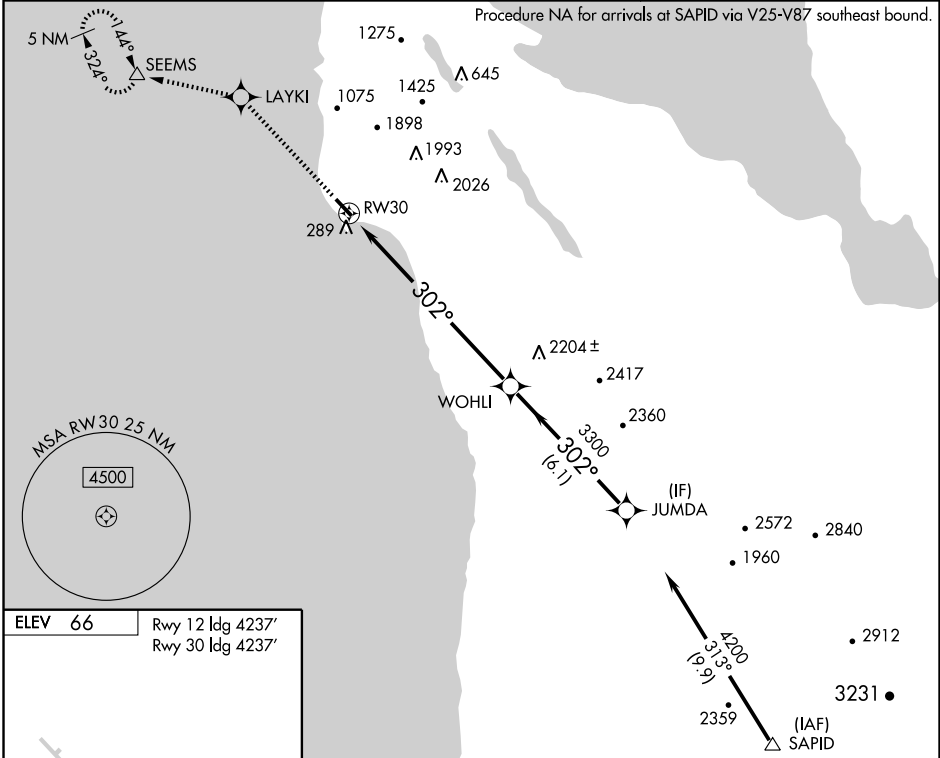 Procedure NA for arrivals at SAPID via V25-V87 southeast bound.
5 NM
144°
324°
SEEMS
LAYKI
1275
645
1075
1425
1898
1993
2026
RW30
289
302°
2204 ±
2417
WOHLI
2360
3300
302°
(6.1)
(IF)
JUMDA
MSA RW30 25 NM
4500
2572
2840
1960
ELEV 66
Rwy 12 ldg 4237'
Rwy 30 ldg 4237'
4200
313°
(9.9)
2912
3231
2359
(IAF)
SAPID